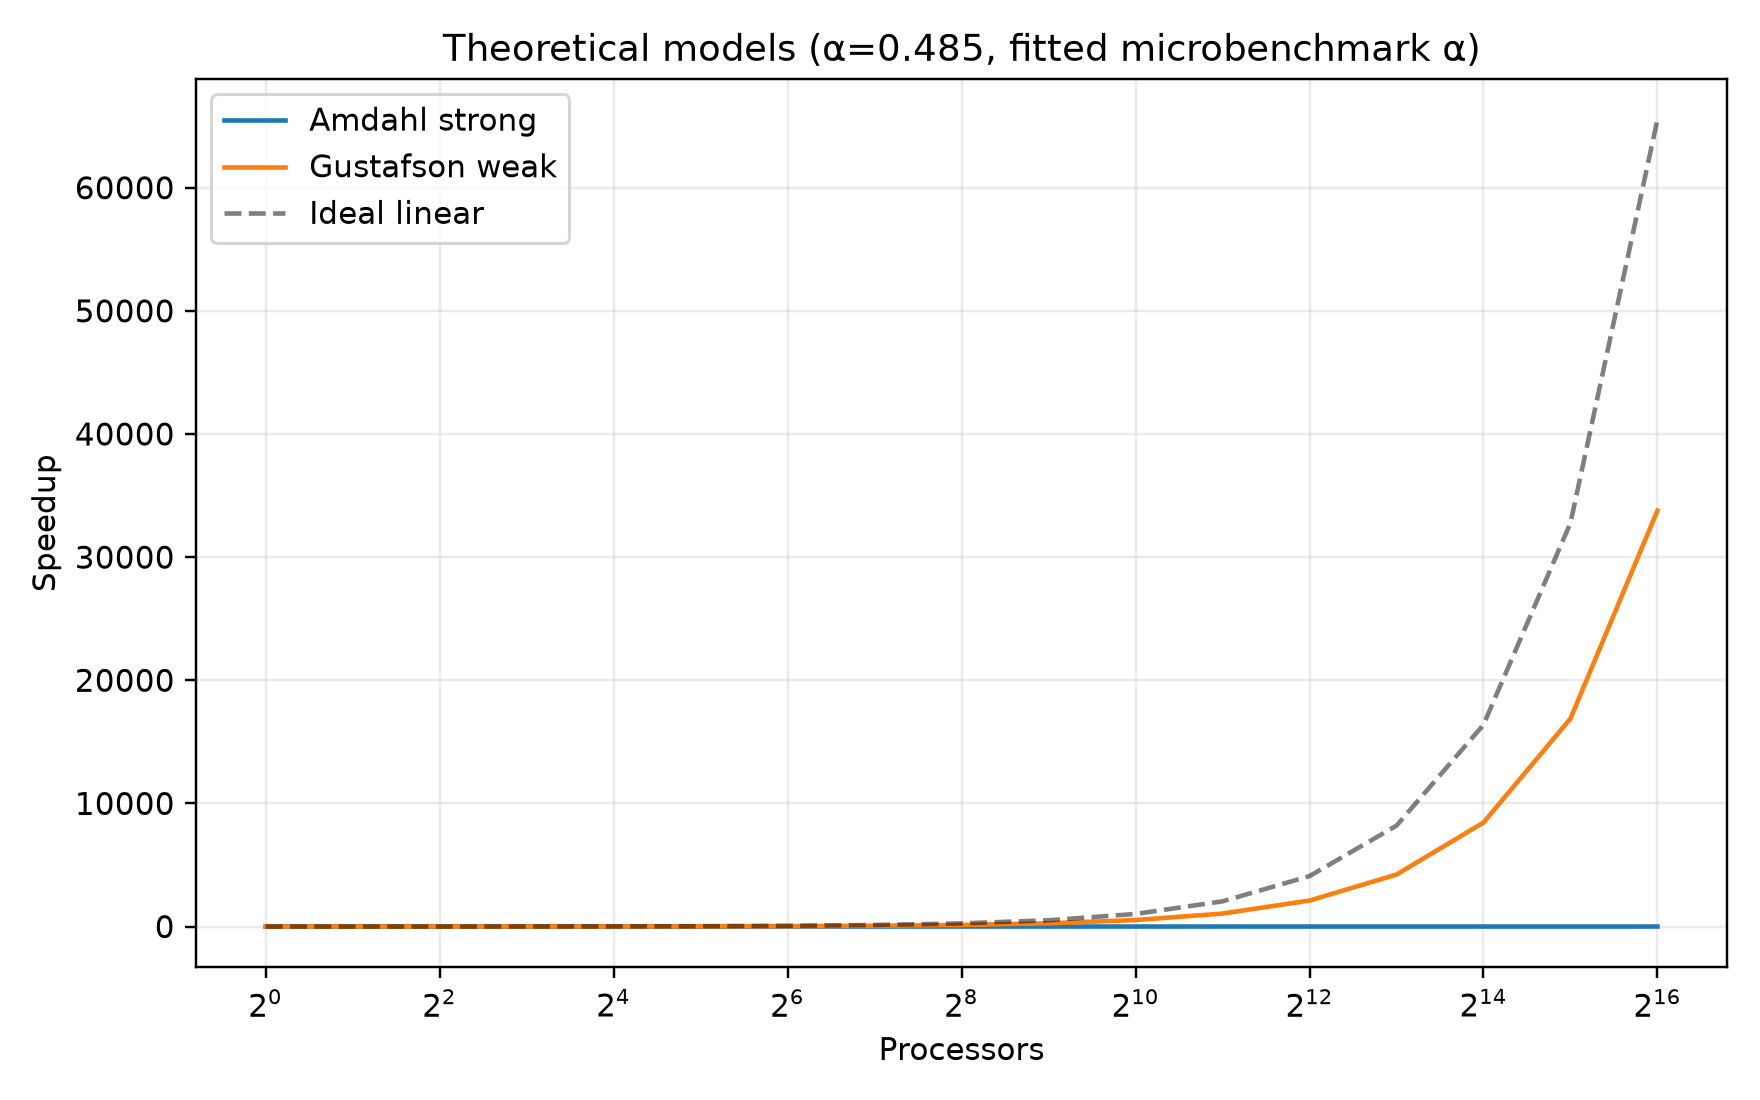 Theoretical models (α=0.485, fitted microbenchmark α)
Amdahl strong
Gustafson weak
Ideal linear
Speedup
60000
50000
40000
30000
20000
10000
0
2⁰ 2² 2⁴ 2⁶ 2⁸ 2¹⁰ 2¹² 2¹⁴ 2¹⁶
Processors